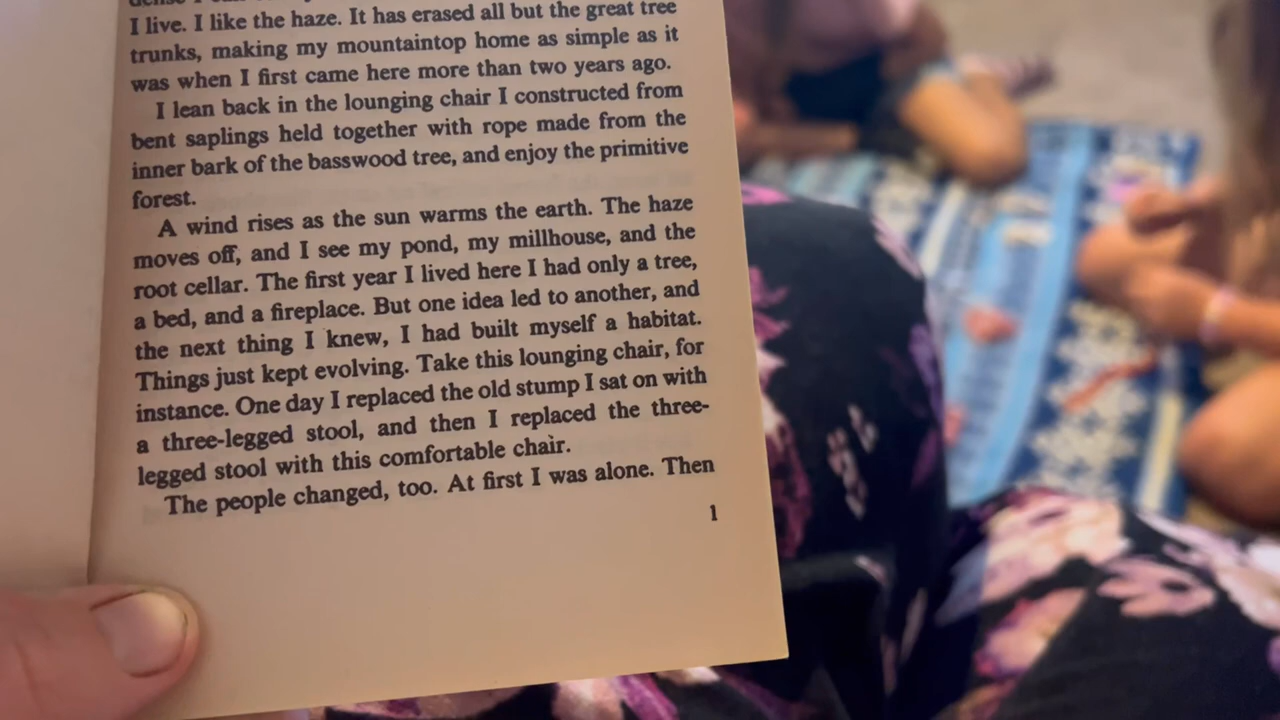 I live. I like the haze. It has erased all but the great tree
trunks, making my mountaintop home as simple as it
was when I first came here more than two years ago.
I lean back in the lounging chair I constructed from
bent saplings held together with rope made from the
inner bark of the basswood tree, and enjoy the primitive
forest.
A wind rises as the sun warms the earth. The haze
moves off, and I see my pond, my millhouse, and the
root cellar. The first year I lived here I had only a tree,
a bed, and a fireplace. But one idea led to another, and
the next thing I knew, I had built myself a habitat.
Things just kept evolving. Take this lounging chair, for
instance. One day I replaced the old stump I sat on with
a three-legged stool, and then I replaced the three-
legged stool with this comfortable chair.
The people changed, too. At first I was alone. Then
1